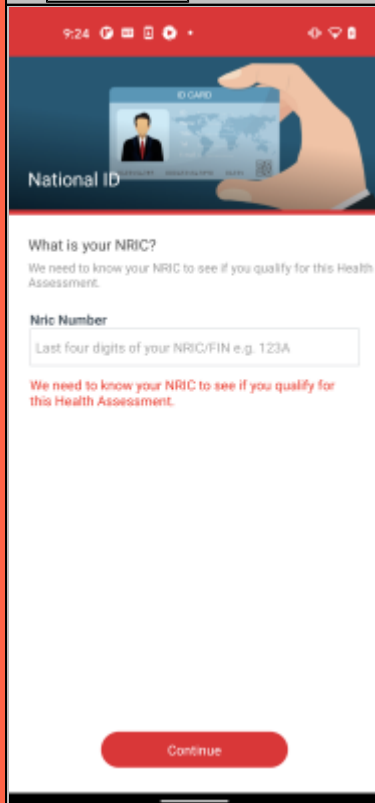 9:24
ID CARD
National ID
What is your NRIC?
We need to know your NRIC to see if you qualify for this Health
Assessment.
Nric Number
Last four digits of your NRIC/FIN e.g. 123A
We need to know your NRIC to see if you qualify for
this Health Assessment.
Continue